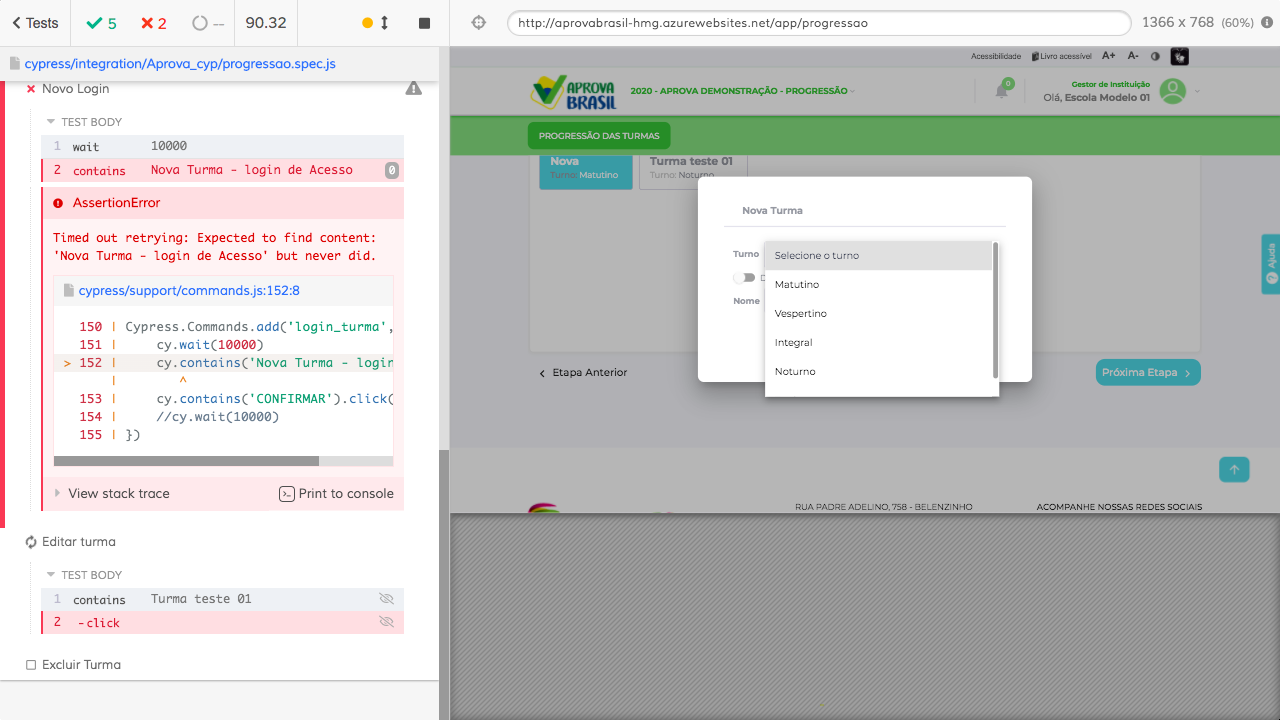 Tests
5
2
--
90.32
http://aprovabrasil-hmg.azurewebsites.net/app/progressao
1366 x 768 (60%)
cypress/integration/Aprova_cyp/progressao.spec.js
Novo Login
TEST BODY
1 wait 10000
2 contains Nova Turma - login de Acesso 0
AssertionError
Timed out retrying: Expected to find content:
'Nova Turma - login de Acesso' but never did.
cypress/support/commands.js:152:8
150 | Cypress.Commands.add('login_turma',
151 | cy.wait(10000)
> 152 | cy.contains('Nova Turma - login
| ^
153 | cy.contains('CONFIRMAR').click(
154 | //cy.wait(10000)
155 | })
View stack trace
Print to console
Editar turma
TEST BODY
1 contains Turma teste 01
2 -click
Excluir Turma
Acessibilidade Livro acessível A+ A-
APROVA BRASIL
2020 - APROVA DEMONSTRAÇÃO - PROGRESSÃO
0
Gestor de Instituição
Olá, Escola Modelo 01
PROGRESSÃO DAS TURMAS
Nova
Turno: Matutino
Turma teste 01
Turno: Noturno
Nova Turma
Turno
Selecione o turno
Matutino
Nome
Vespertino
Integral
Noturno
Etapa Anterior
Próxima Etapa
Ajuda
RUA PADRE ADELINO, 758 - BELENZINHO
ACOMPANHE NOSSAS REDES SOCIAIS